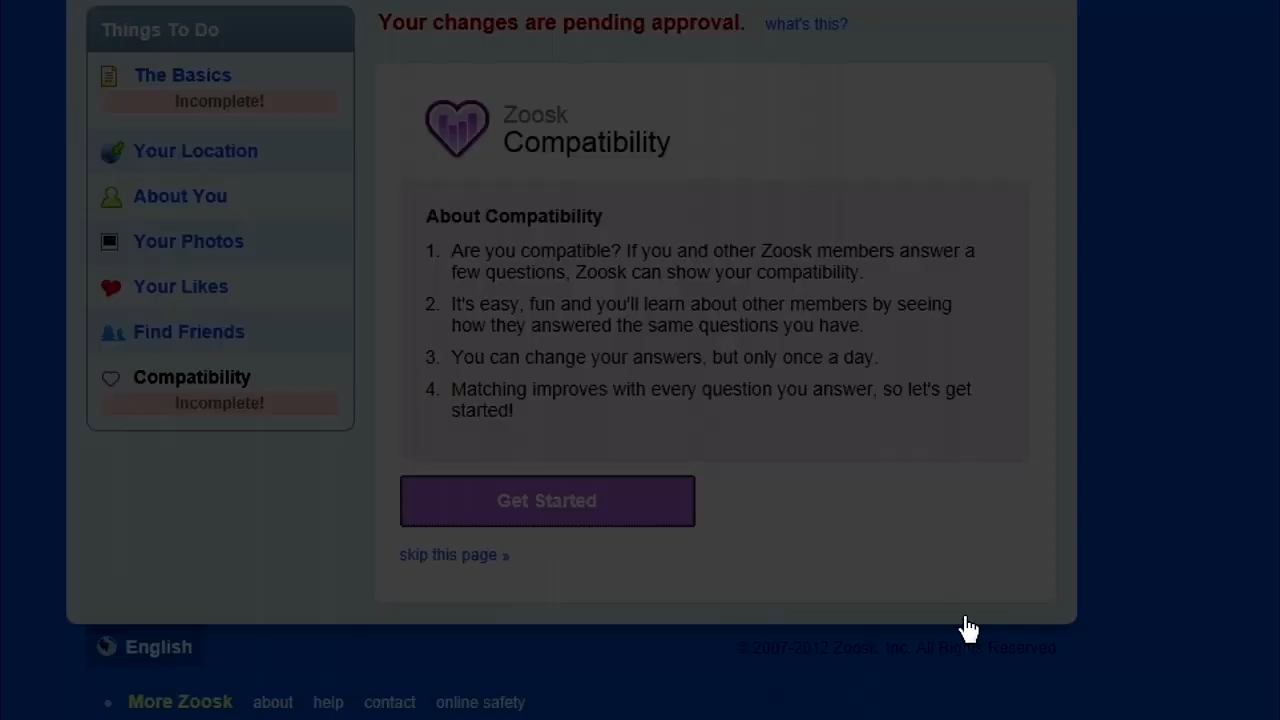 Things To Do
The Basics
Incomplete!
Your Location
About You
Your Photos
Your Likes
Find Friends
Compatibility
Incomplete!
Your changes are pending approval. what's this?
Zoosk
Compatibility
About Compatibility
1. Are you compatible? If you and other Zoosk members answer a
few questions, Zoosk can show your compatibility.
2. It's easy, fun and you'll learn about other members by seeing
how they answered the same questions you have.
3. You can change your answers, but only once a day.
4. Matching improves with every question you answer, so let's get
started!
Get Started
skip this page »
English
© 2007-2012 Zoosk, Inc. All Rights Reserved
• More Zoosk about help contact online safety